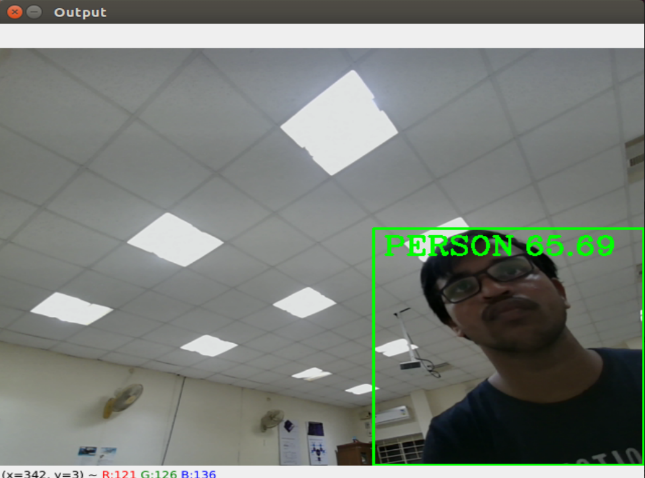 Output
PERSON 65.69
(x=342, y=3) ~ R:121 G:126 B:136